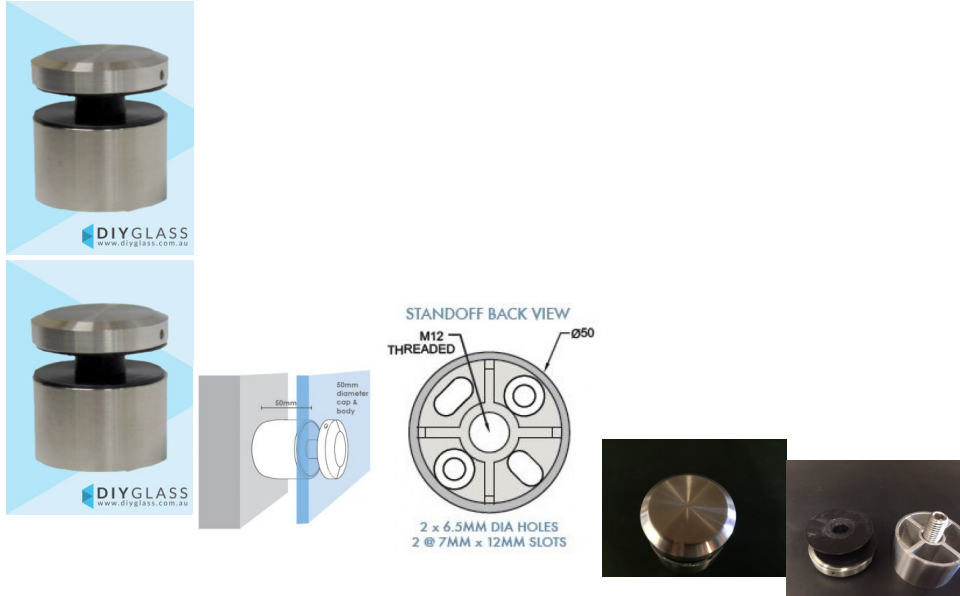 DIYGLASS
www.diyglass.com.au
DIYGLASS
www.diyglass.com.au
50mm
50mm
diameter
cap &
body
STANDOFF BACK VIEW
M12
THREADED
Ø50
2 x 6.5MM DIA HOLES
2 @ 7MM x 12MM SLOTS